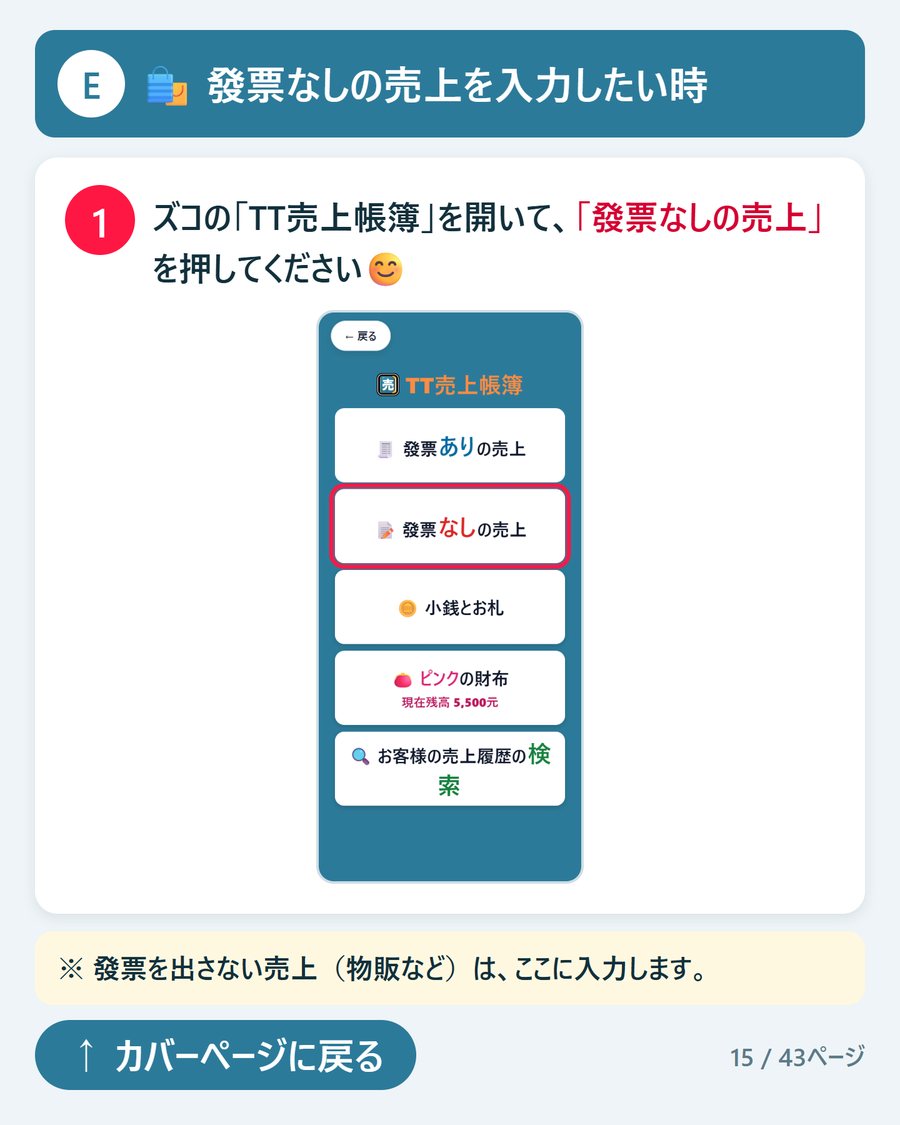 E 發票なしの売上を入力したい時
1 ズコの「TT売上帳簿」を開いて、「發票なしの売上」
を押してください
← 戻る
売 TT売上帳簿
發票ありの売上
發票なしの売上
小銭とお札
ピンクの財布
現在残高 5,500元
お客様の売上履歴の検
索
※ 發票を出さない売上（物販など）は、ここに入力します。
↑ カバーページに戻る
15 / 43ページ